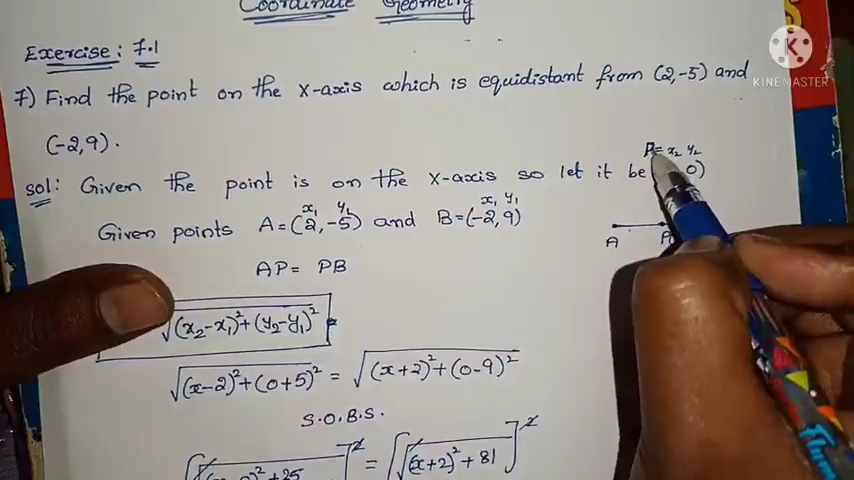 Coordinate Geometry
Exercise: 7.1
KINEMASTER
7) Find the point on the X-axis which is equidistant from (2,-5) and
(-2,9).
P= x₂ y₂
sol: Given the point is on the X-axis so let it be 0)
x₁ y₁ x₁ y₁
Given points A=(2,-5) and B=(-2,9)
A P
AP= PB
√(x₂-x₁)²+(y₂-y₁)²
√(x-2)²+(0+5)² = √(x+2)²+(0-9)²
S.O.B.S.
²+25 ]² = [√(x+2)²+81 ]²